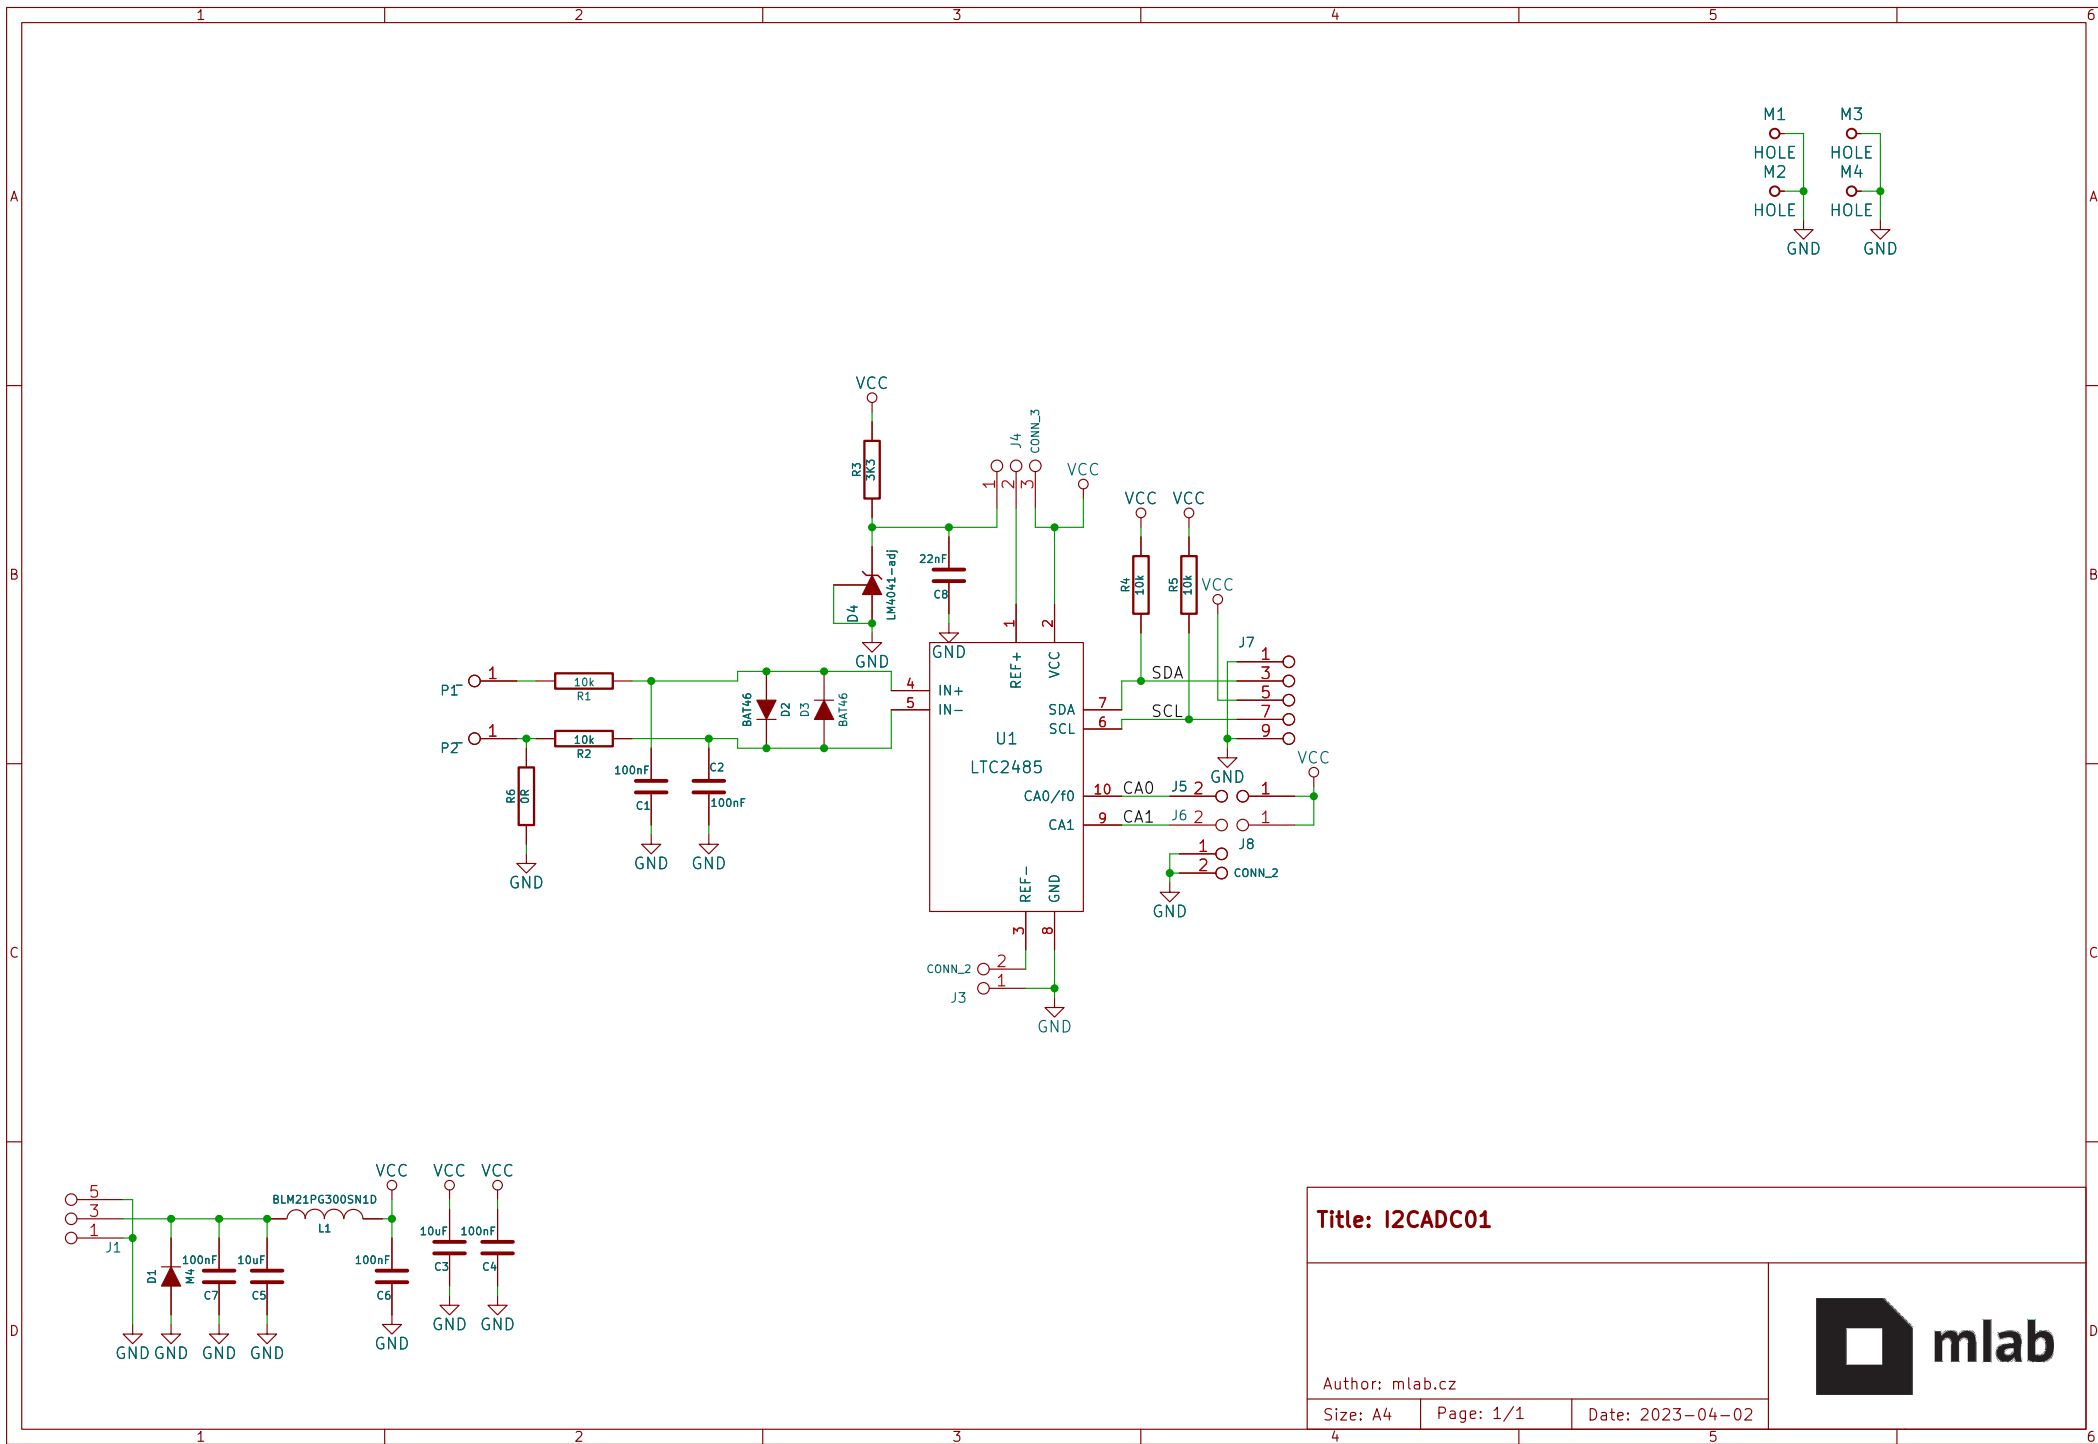 1 2 3 4 5 6
A A
M1 M3
HOLE HOLE
M2 M4
HOLE HOLE
GND GND
VCC
R3
3K3
J4
CONN_3
1
2
3
VCC
VCC VCC
B B
22nF
C8
D4
LM4041-adj
GND
GND
R4
10k
R5
10k
VCC
P1
1
10k
R1
P2
1
10k
R2
BAT46
D2
D3
BAT46
R6
0R
GND
100nF
C1
GND
C2
100nF
GND
1
REF+
2
VCC
4 IN+
5 IN-
U1
LTC2485
SDA 7
SCL 6
CA0/f0 10
CA1 9
REF-
3
GND
8
SDA
SCL
J7
1
3
5
7
9
GND
VCC
CA0 J5 2 1
CA1 J6 2 1
J8
1
2 CONN_2
GND
C C
CONN_2 2
1
J3
GND
5
3
1
J1
GND
D1
M4
GND
100nF
C7
GND
10uF
C5
GND
BLM21PG300SN1D
L1
VCC
100nF
C6
GND
VCC
10uF
C3
GND
VCC
100nF
C4
GND
D D
Title: I2CADC01
Author: mlab.cz
Size: A4 Page: 1/1 Date: 2023-04-02
mlab
1 2 3 4 5 6